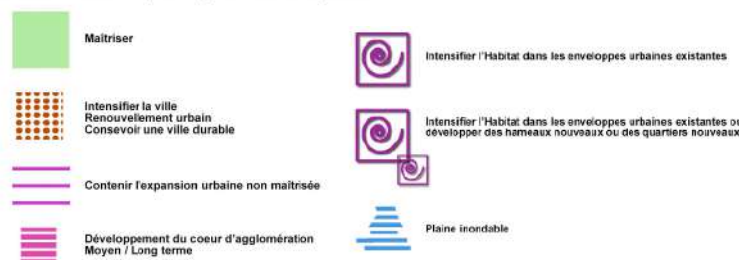 Maîtriser
Intensifier la ville
Renouvellement urbain
Consevoir une ville durable
Contenir l'expansion urbaine non maîtrisée
Développement du coeur d'agglomération
Moyen / Long terme
Intensifier l'Habitat dans les enveloppes urbaines existantes
Intensifier l'Habitat dans les enveloppes urbaines existantes ou
développer des hameaux nouveaux ou des quartiers nouveaux
Plaine inondable